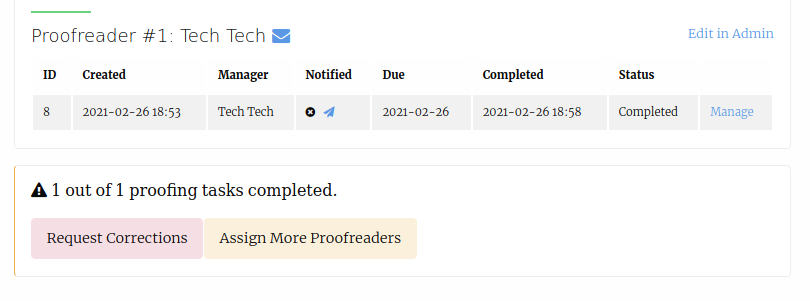 Proofreader #1: Tech Tech
Edit in Admin
ID Created Manager Notified Due Completed Status
8 2021-02-26 18:53 Tech Tech 2021-02-26 2021-02-26 18:58 Completed Manage
1 out of 1 proofing tasks completed.
Request Corrections Assign More Proofreaders